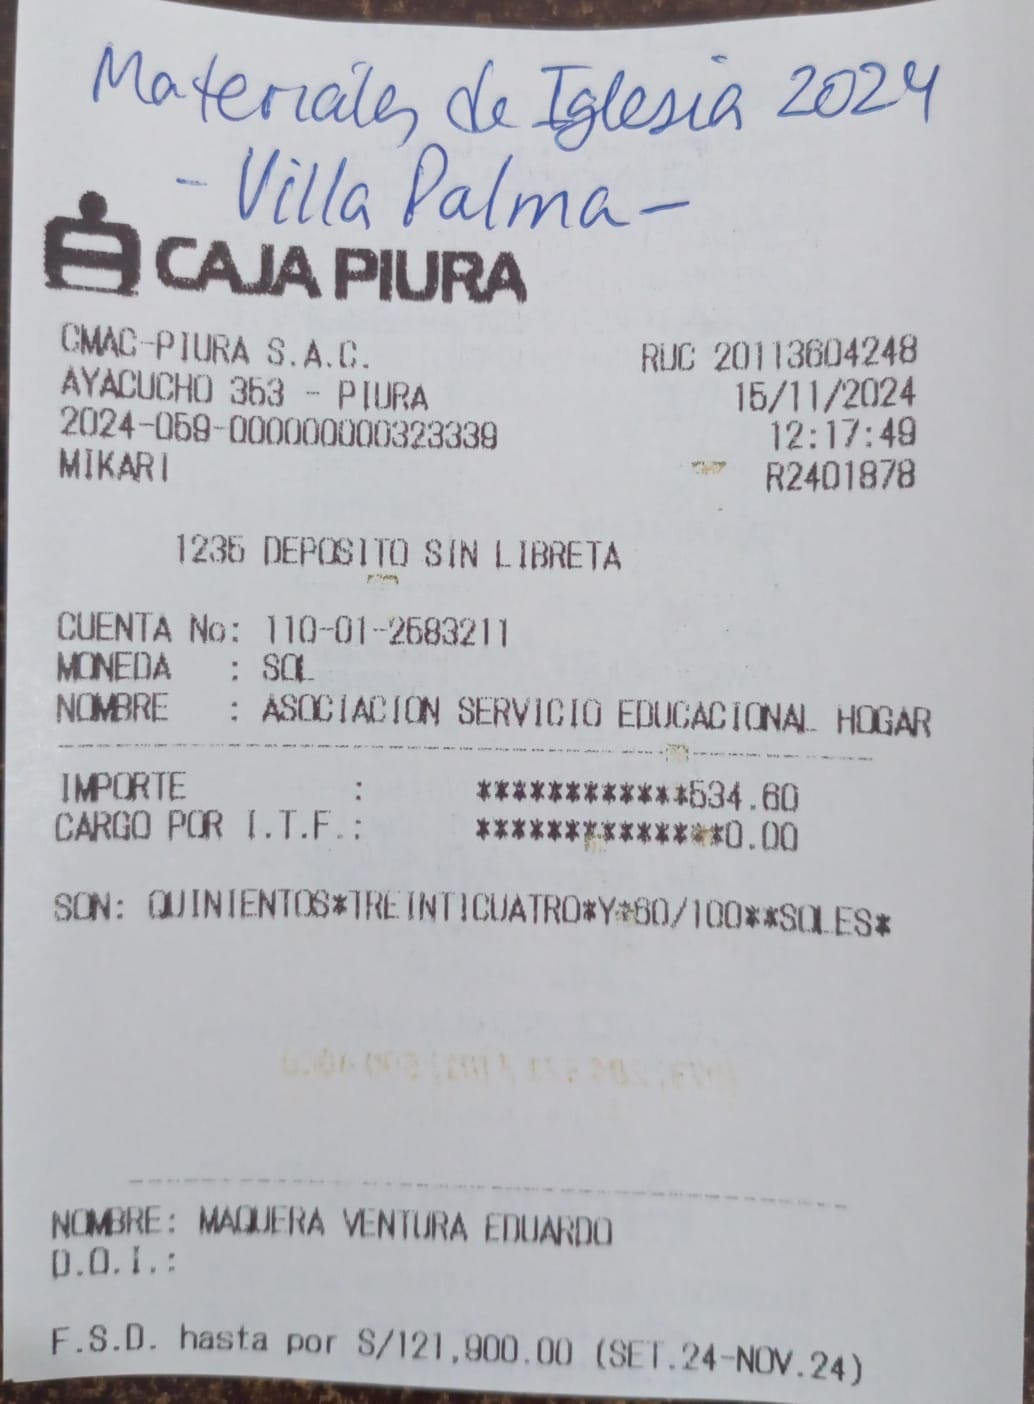 Materiales de Iglesia 2024
- Villa Palma -
CAJA PIURA
CMAC-PIURA S.A.C. RUC 20113604248
AYACUCHO 353 - PIURA 15/11/2024
2024-059-000000000323339 12:17:49
MIKARI R2401878
1235 DEPOSITO SIN LIBRETA
CUENTA No: 110-01-2583211
MONEDA : SOL
NOMBRE : ASOCIACION SERVICIO EDUCACIONAL HOGAR
IMPORTE : ************534.60
CARGO POR I.T.F.: **************0.00
SON: QUINIENTOS*TREINTICUATRO*Y*60/100**SOLES*
NOMBRE: MAQUERA VENTURA EDUARDO
D.O.I.:
F.S.D. hasta por S/121,900.00 (SET.24-NOV.24)